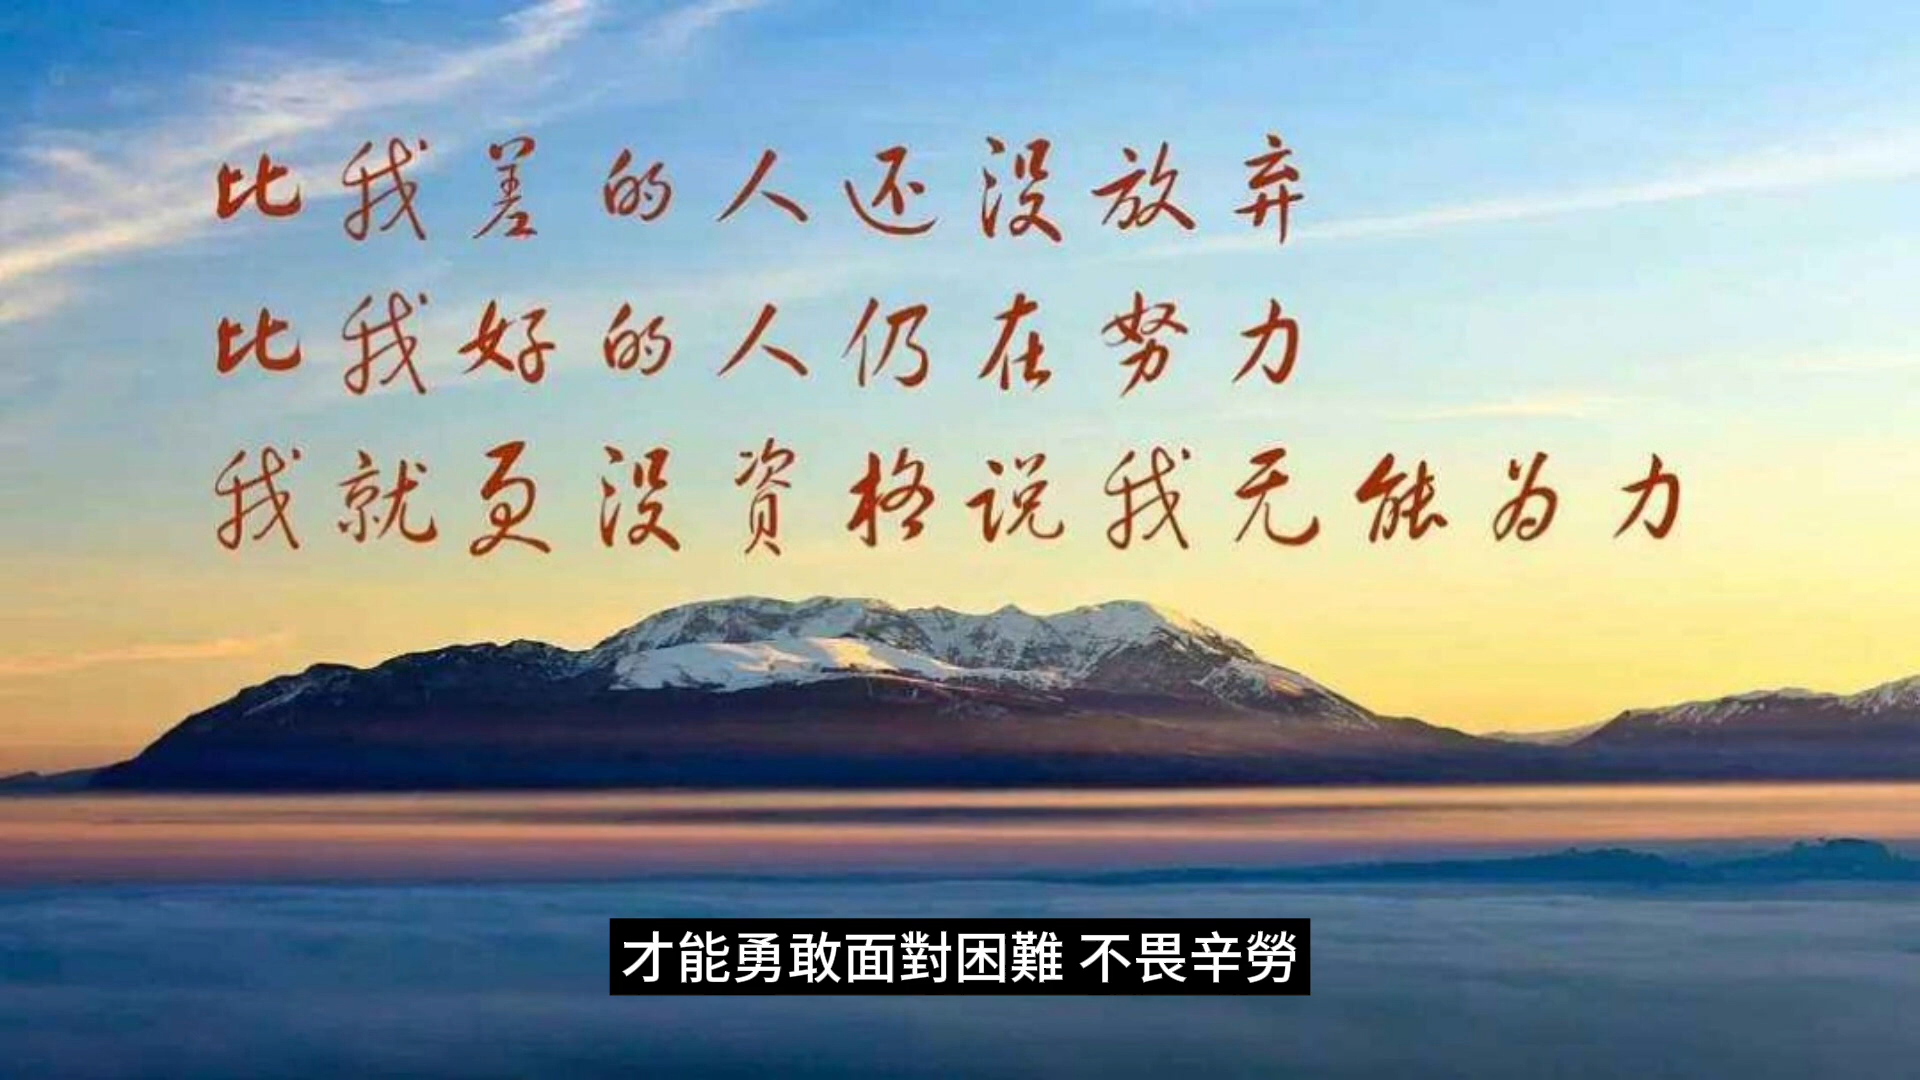 比我差的人还没放弃
比我好的人仍在努力
我就更没資格说我无能为力
才能勇敢面對困難 不畏辛勞